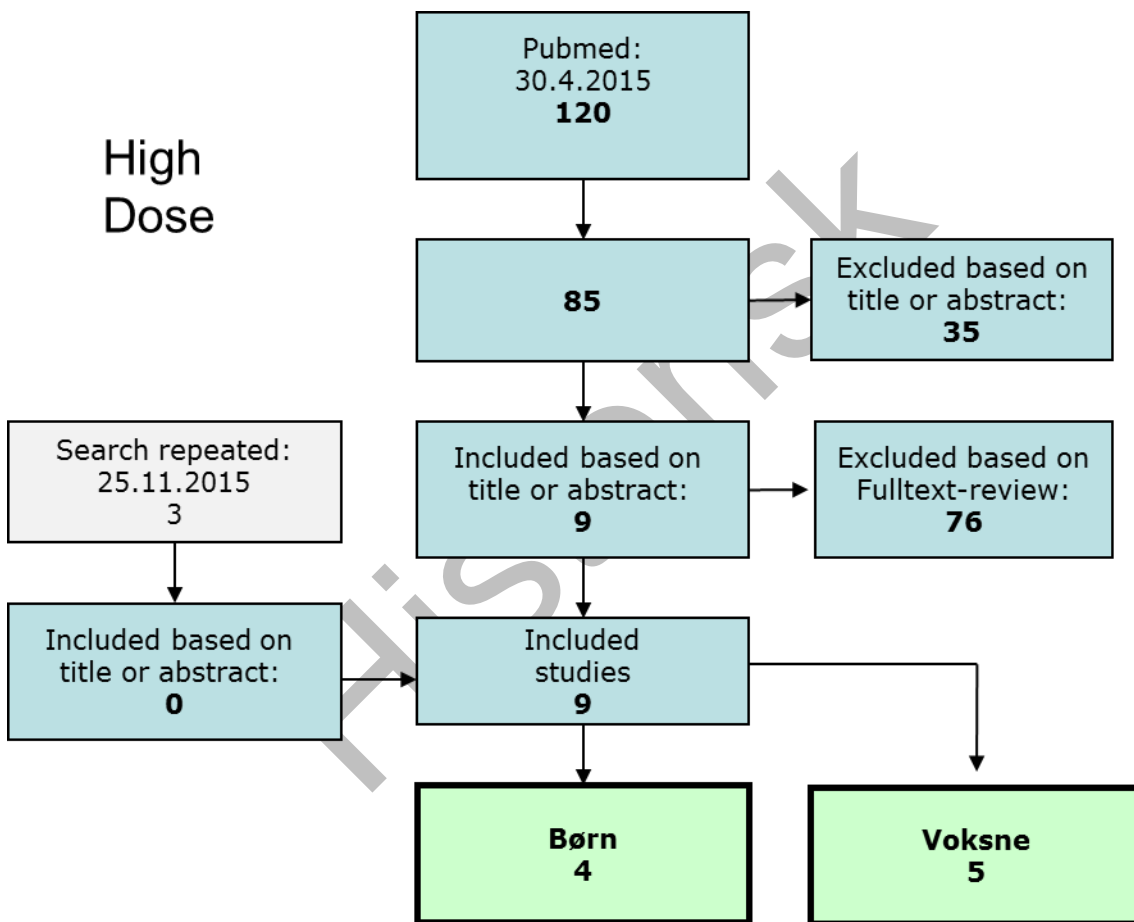 High
Dose
Pubmed:
30.4.2015
120
85
Excluded based on
title or abstract:
35
Search repeated:
25.11.2015
3
Included based on
title or abstract:
9
Excluded based on
Fulltext-review:
76
Included based on
title or abstract:
0
Included
studies
9
Børn
4
Voksne
5